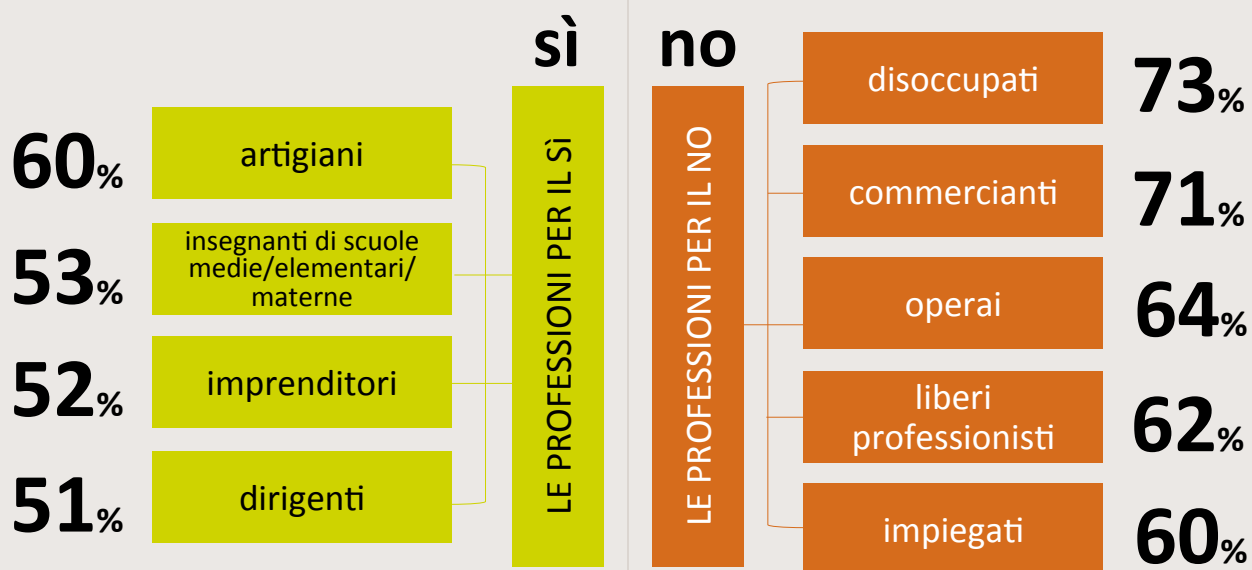 sì
60%
artigiani
53%
insegnanti di scuole
medie/elementari/
materne
52%
imprenditori
51%
dirigenti
LE PROFESSIONI PER IL SÌ
no
LE PROFESSIONI PER IL NO
disoccupati
73%
commercianti
71%
operai
64%
liberi
professionisti
62%
impiegati
60%